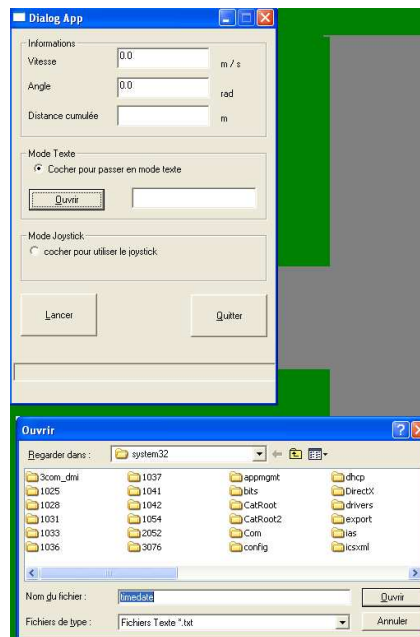 Dialog App
Informations
Vitesse 0.0 m / s
Angle 0.0 rad
Distance cumulée m
Mode Texte
Cocher pour passer en mode texte
Ouvrir
Mode Joystick
cocher pour utiliser le joystick
Lancer Quitter
Ouvrir
Regarder dans : system32
3com_dmi 1037 appmgmt dhcp
1025 1041 bits DirectX
1028 1042 CatRoot drivers
1031 1054 CatRoot2 export
1033 2052 Com ias
1036 3076 config icsxml
Nom du fichier : timedate Ouvrir
Fichiers de type : Fichiers Texte *.txt Annuler